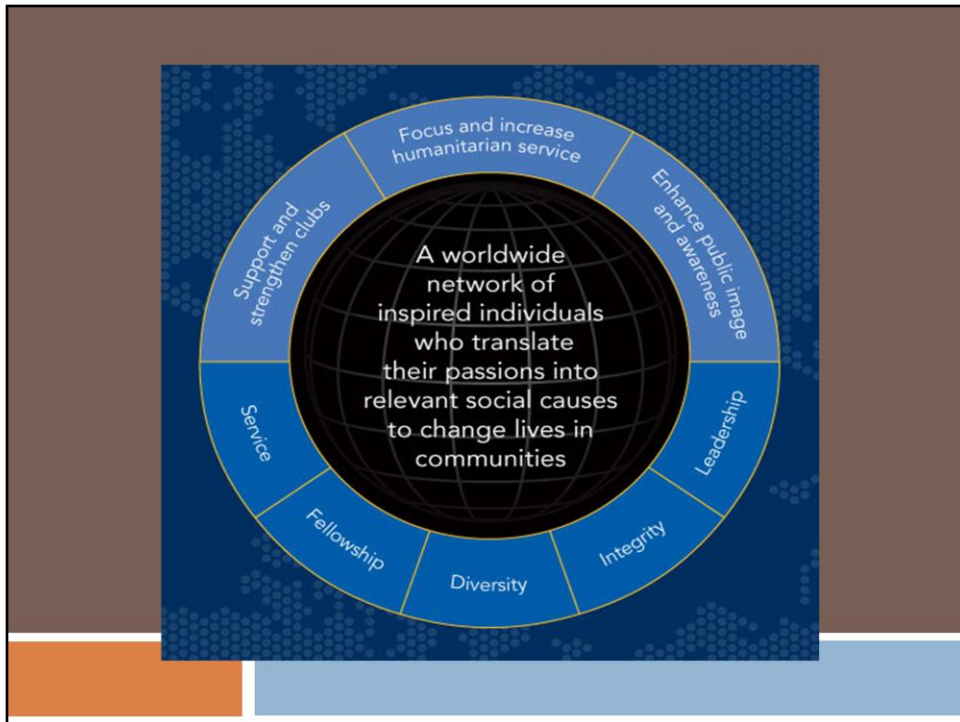 Focus and increase
humanitarian service
Support and
strengthen clubs
Enhance public image
and awareness
A worldwide
network of
inspired individuals
who translate
their passions into
relevant social causes
to change lives in
communities
Service
Fellowship
Diversity
Integrity
Leadership